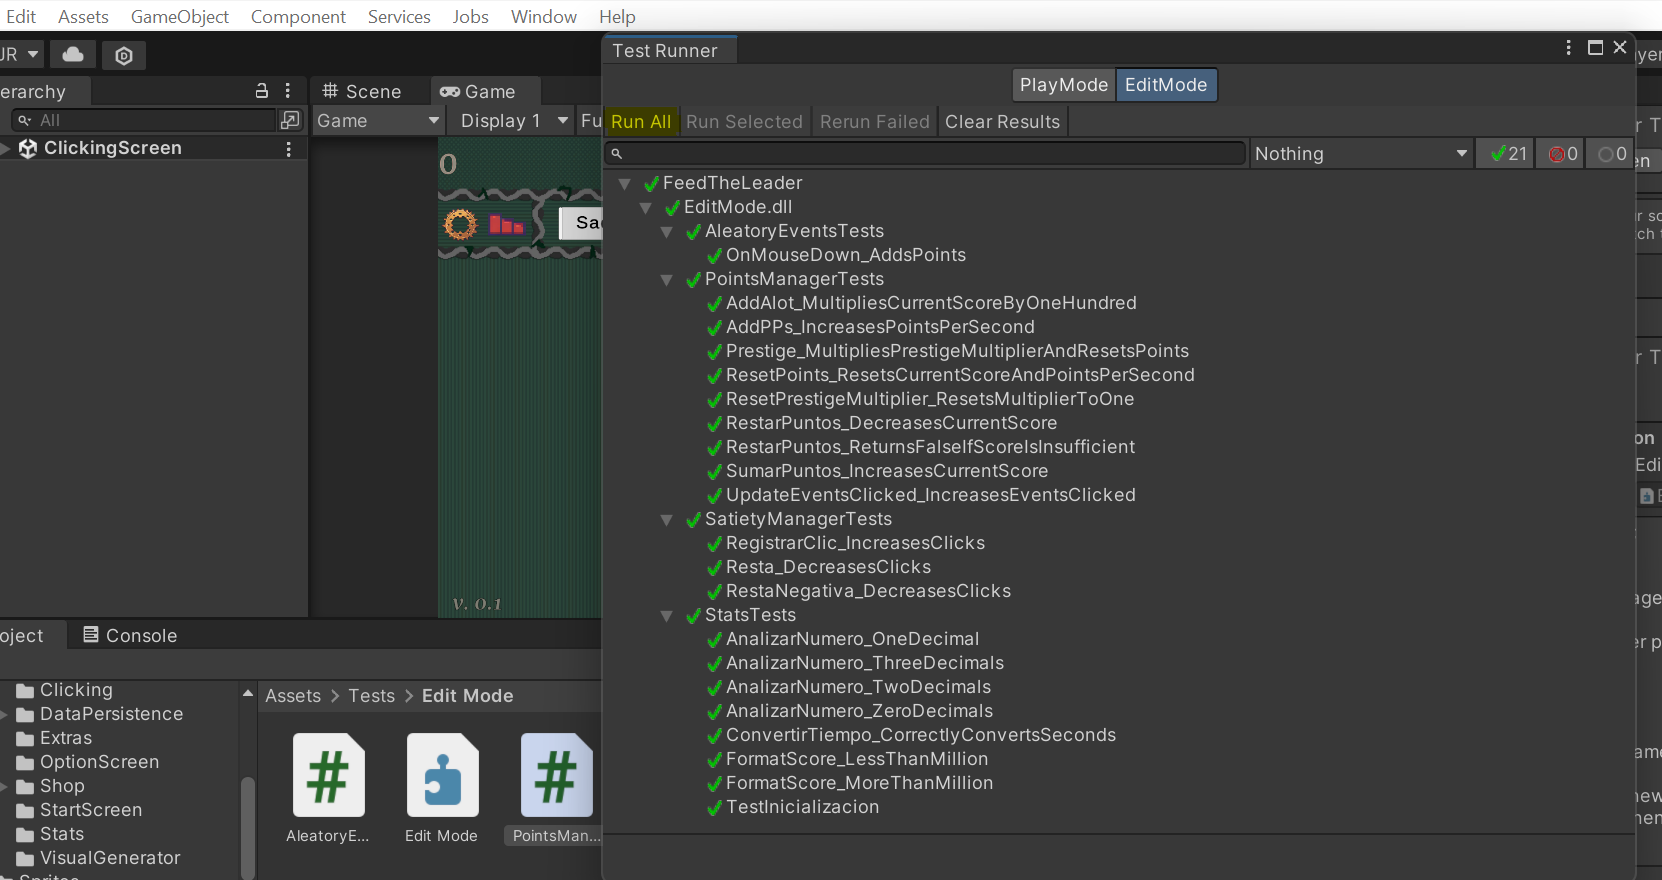 Edit Assets GameObject Component Services Jobs Window Help
JR
Test Runner
PlayMode EditMode
erarchy
Scene
Game
All
Game
Display 1
Fu
Run All
Run Selected
Rerun Failed
Clear Results
ClickingScreen
Nothing
21
0
0
0
Sa
V. 0.1
FeedTheLeader
EditMode.dll
AleatoryEventsTests
OnMouseDown_AddsPoints
PointsManagerTests
AddAlot_MultipliesCurrentScoreByOneHundred
AddPPs_IncreasesPointsPerSecond
Prestige_MultipliesPrestigeMultiplierAndResetsPoints
ResetPoints_ResetsCurrentScoreAndPointsPerSecond
ResetPrestigeMultiplier_ResetsMultiplierToOne
RestarPuntos_DecreasesCurrentScore
RestarPuntos_ReturnsFalseIfScoreIsInsufficient
SumarPuntos_IncreasesCurrentScore
UpdateEventsClicked_IncreasesEventsClicked
SatietyManagerTests
RegistrarClic_IncreasesClicks
Resta_DecreasesClicks
RestaNegativa_DecreasesClicks
StatsTests
AnalizarNumero_OneDecimal
AnalizarNumero_ThreeDecimals
AnalizarNumero_TwoDecimals
AnalizarNumero_ZeroDecimals
ConvertirTiempo_CorrectlyConvertsSeconds
FormatScore_LessThanMillion
FormatScore_MoreThanMillion
TestInicializacion
oject
Console
Clicking
DataPersistence
Extras
OptionScreen
Shop
StartScreen
Stats
VisualGenerator
Assets > Tests > Edit Mode
AleatoryE...
Edit Mode
PointsMan...